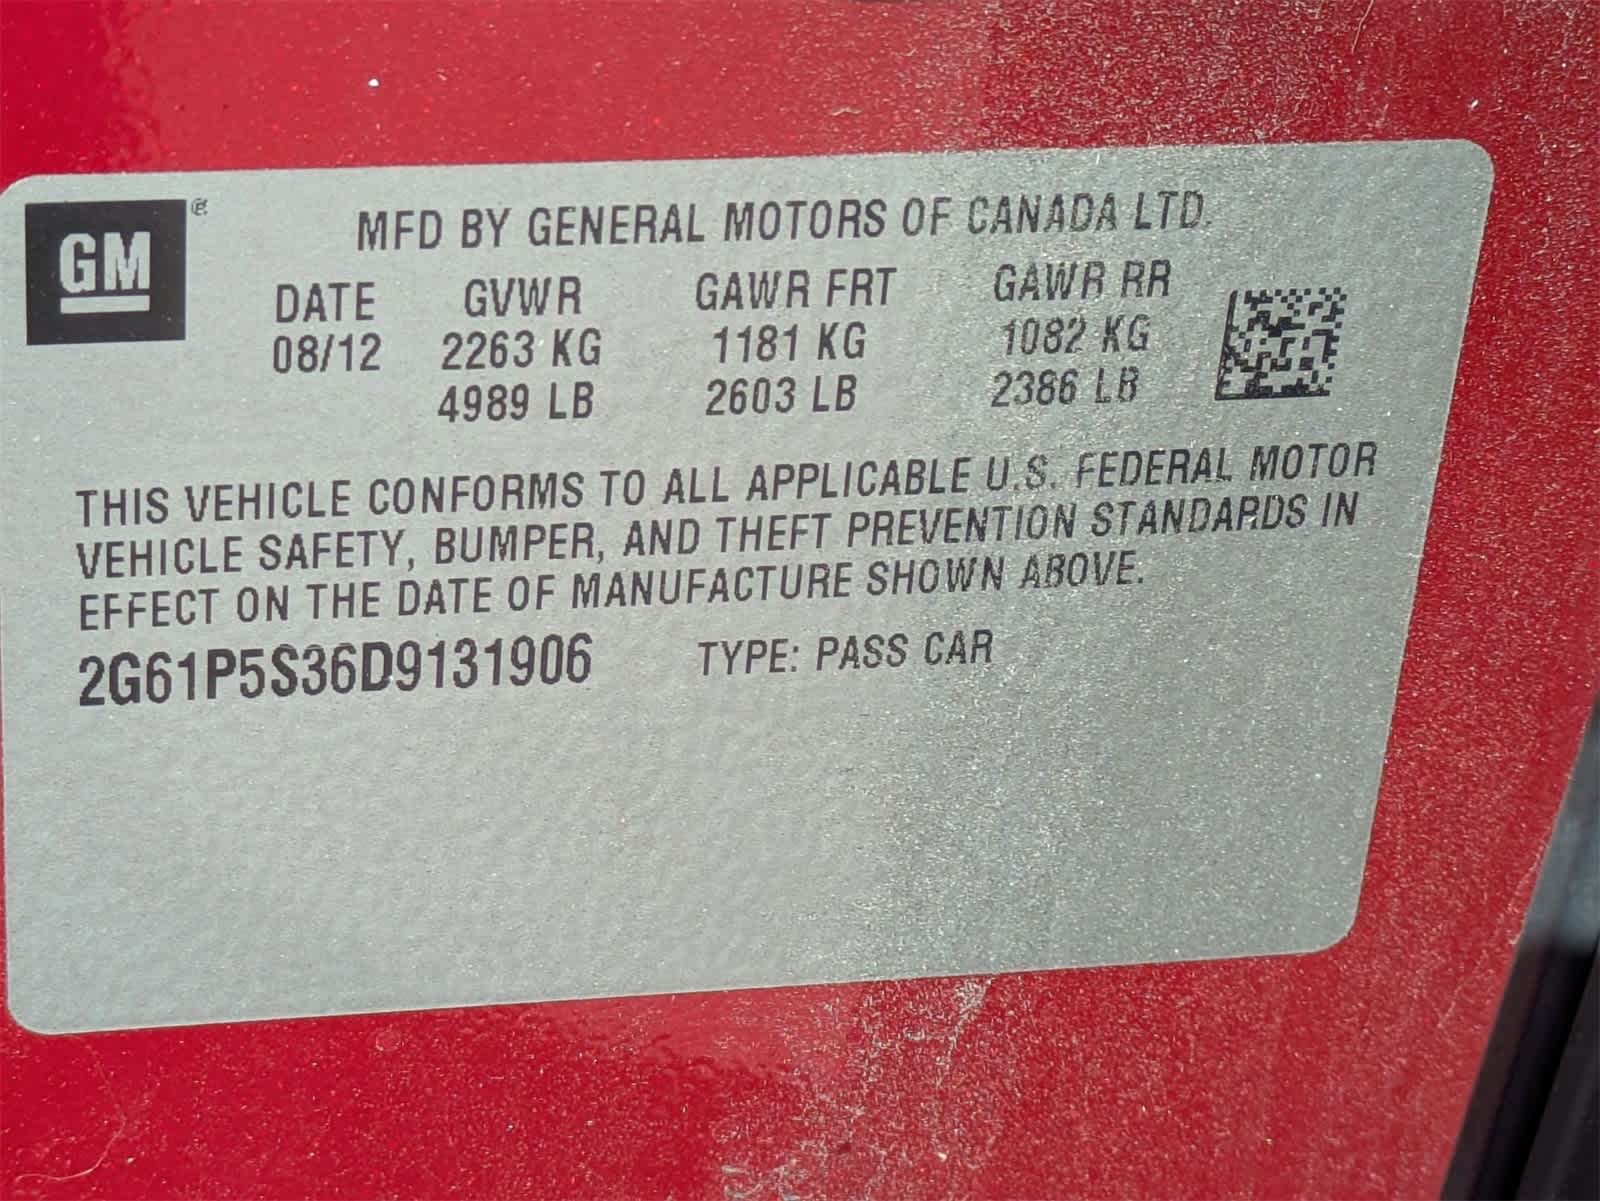 GM®
MFD BY GENERAL MOTORS OF CANADA LTD.
DATE GVWR GAWR FRT GAWR RR
08/12 2263 KG 1181 KG 1082 KG
4989 LB 2603 LB 2386 LB
THIS VEHICLE CONFORMS TO ALL APPLICABLE U.S. FEDERAL MOTOR
VEHICLE SAFETY, BUMPER, AND THEFT PREVENTION STANDARDS IN
EFFECT ON THE DATE OF MANUFACTURE SHOWN ABOVE.
2G61P5S36D9131906 TYPE: PASS CAR